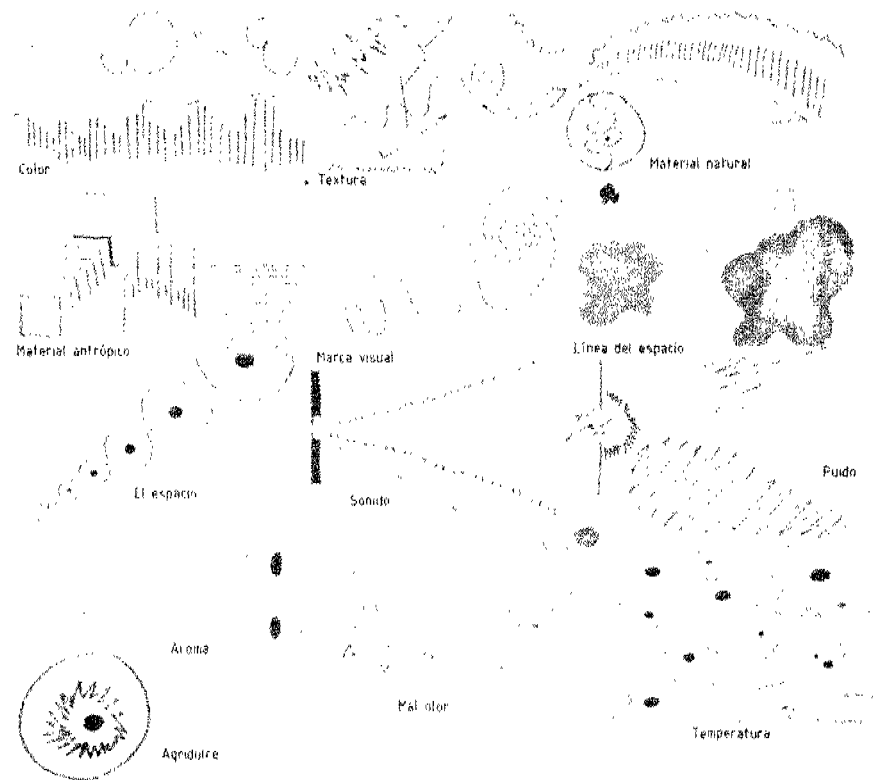 Color
Textura
Material natural
Material antrópico
Marca visual
Línea del espacio
El espacio
Sonido
Ruido
Aroma
Mal olor
Agridulce
Temperatura